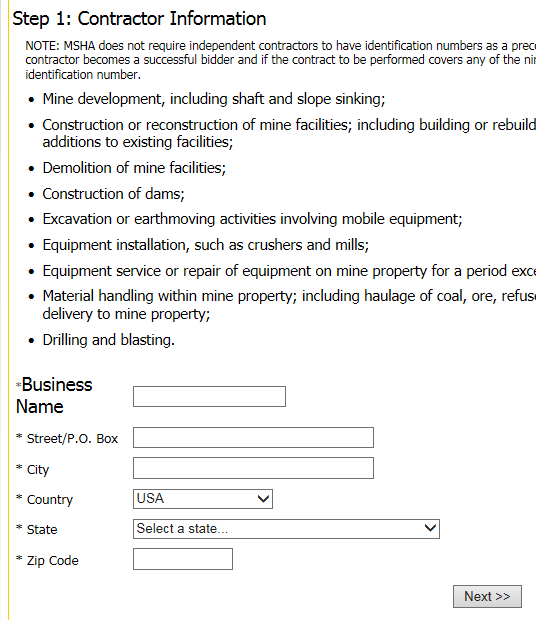 Step 1: Contractor Information
NOTE: MSHA does not require independent contractors to have identification numbers as a
contractor becomes a successful bidder and if the contract to be performed covers any of the
identification number.
• Mine development, including shaft and slope sinking;
• Construction or reconstruction of mine facilities; including building or
additions to existing facilities;
• Demolition of mine facilities;
• Construction of dams;
• Excavation or earthmoving activities involving mobile equipment;
• Equipment installation, such as crushers and mills;
• Equipment service or repair of equipment on mine property for a period
• Material handling within mine property; including haulage of coal, ore,
delivery to mine property;
• Drilling and blasting.
*Business
Name
* Street/P.O. Box
* City
* Country USA
* State Select a state...
* Zip Code
Next >>